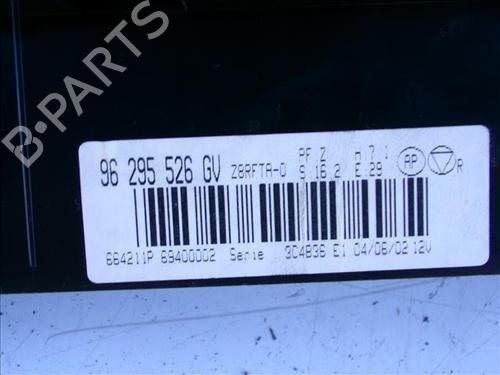 PF Z H 7.1
96 295 526 GV Z8RFTA-0 S 16.2 E 29 AP R
664211P 69400002 Serie 3C4B36 E1 04/06/02 12V
B-PARTS